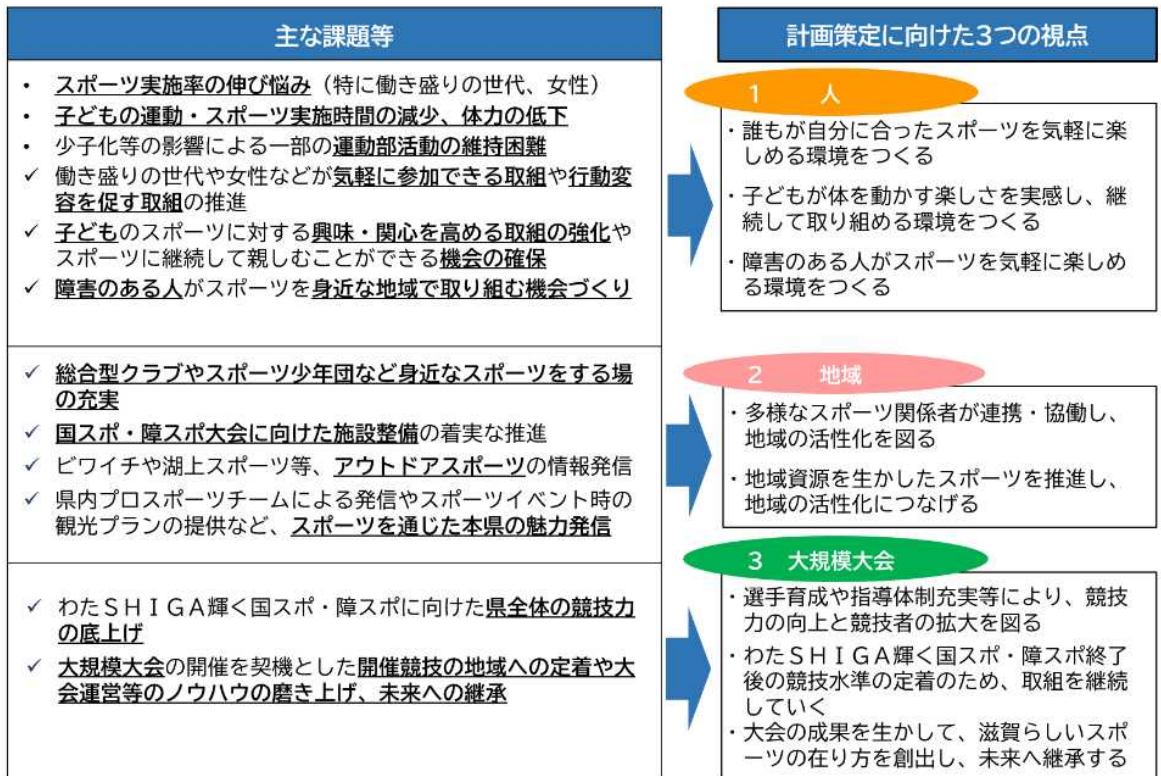 主な課題等
・ スポーツ実施率の伸び悩み（特に働き盛りの世代、女性）
・ 子どもの運動・スポーツ実施時間の減少、体力の低下
・ 少子化等の影響による一部の運動部活動の維持困難
✓ 働き盛りの世代や女性などが気軽に参加できる取組や行動変
容を促す取組の推進
✓ 子どものスポーツに対する興味・関心を高める取組の強化や
スポーツに継続して親しむことができる機会の確保
✓ 障害のある人がスポーツを身近な地域で取り組む機会づくり
✓ 総合型クラブやスポーツ少年団など身近なスポーツをする場
の充実
✓ 国スポ・障スポ大会に向けた施設整備の着実な推進
✓ ビワイチや湖上スポーツ等、アウトドアスポーツの情報発信
✓ 県内プロスポーツチームによる発信やスポーツイベント時の
観光プランの提供など、スポーツを通じた本県の魅力発信
✓ わたＳＨＩＧＡ輝く国スポ・障スポに向けた県全体の競技力
の底上げ
✓ 大規模大会の開催を契機とした開催競技の地域への定着や大
会運営等のノウハウの磨き上げ、未来への継承
計画策定に向けた3つの視点
1 人
・誰もが自分に合ったスポーツを気軽に楽
しめる環境をつくる
・子どもが体を動かす楽しさを実感し、継
続して取り組める環境をつくる
・障害のある人がスポーツを気軽に楽しめ
る環境をつくる
2 地域
・多様なスポーツ関係者が連携・協働し、
地域の活性化を図る
・地域資源を生かしたスポーツを推進し、
地域の活性化につなげる
3 大規模大会
・選手育成や指導体制充実等により、競技
力の向上と競技者の拡大を図る
・わたＳＨＩＧＡ輝く国スポ・障スポ終了
後の競技水準の定着のため、取組を継続
していく
・大会の成果を生かして、滋賀らしいスポ
ーツの在り方を創出し、未来へ継承する